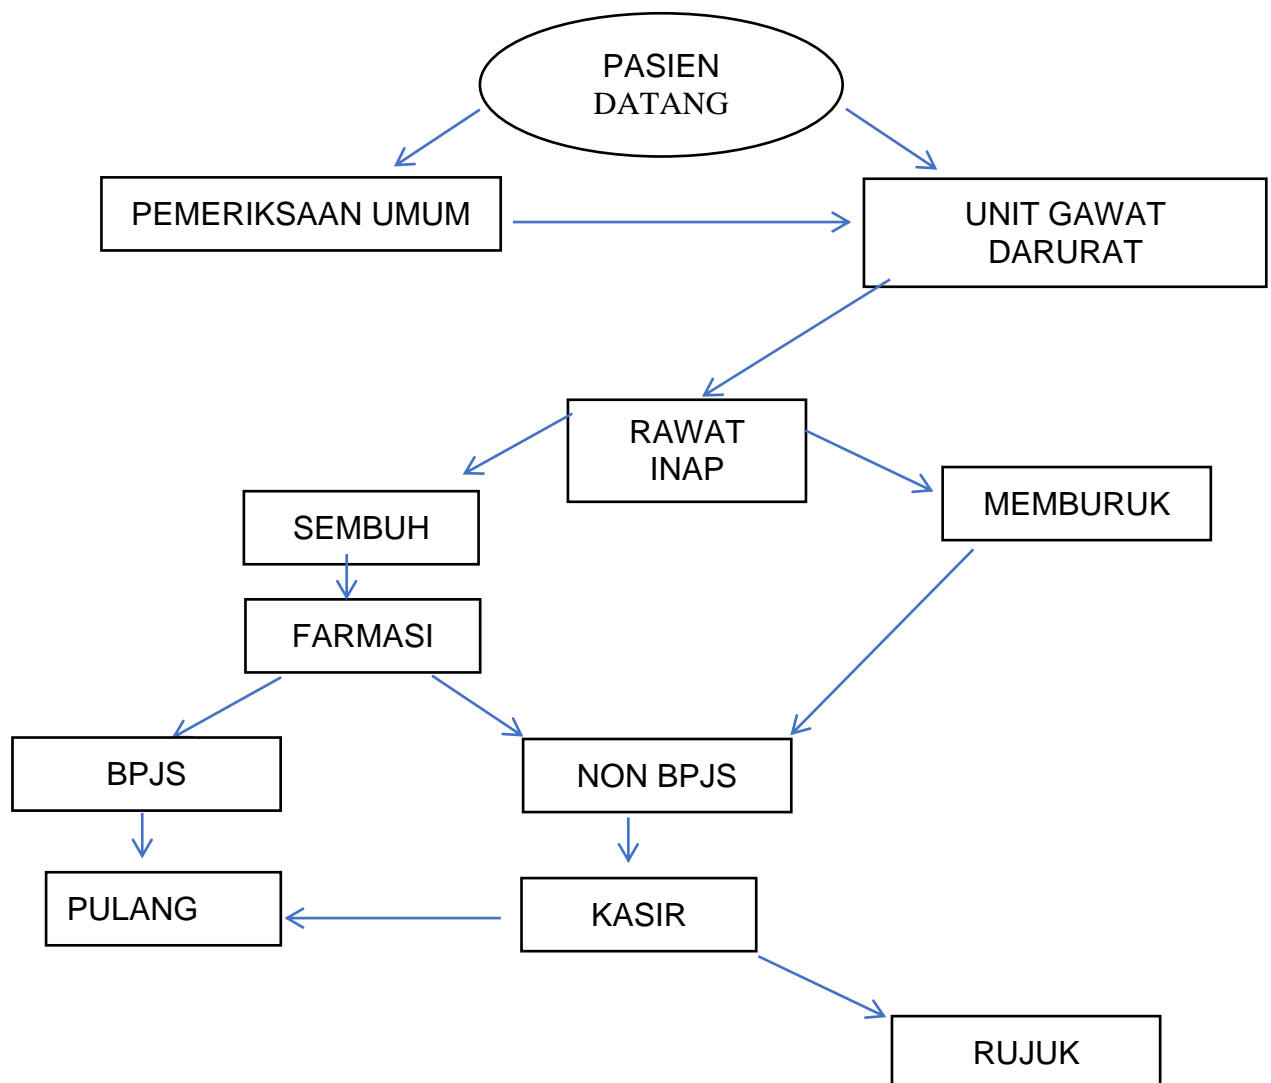 PASIEN
DATANG
PEMERIKSAAN UMUM
UNIT GAWAT
DARURAT
RAWAT
INAP
MEMBURUK
SEMBUH
FARMASI
BPJS
NON BPJS
PULANG
KASIR
RUJUK